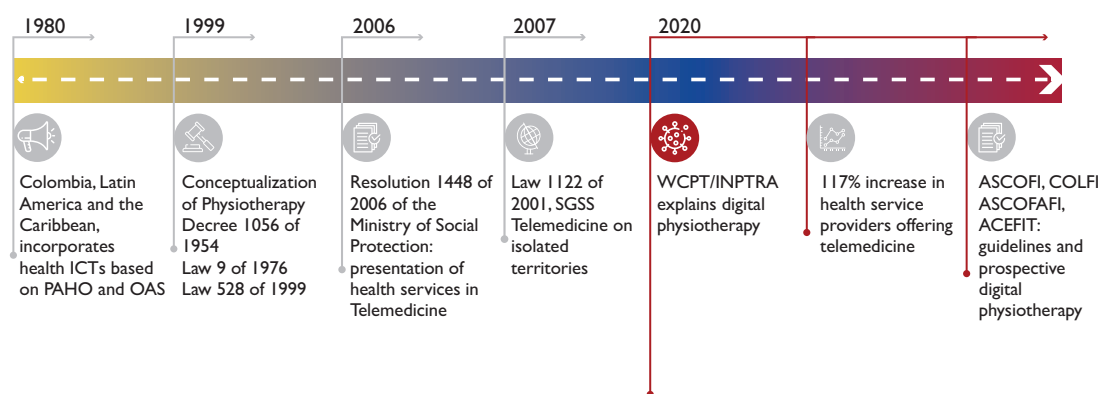 1980
Colombia, Latin
America and the
Caribbean,
incorporates
health ICTs based
on PAHO and OAS
1999
Conceptualization
of Physiotherapy
Decree 1056 of
1954
Law 9 of 1976
Law 528 of 1999
2006
Resolution 1448 of
2006 of the
Ministry of Social
Protection:
presentation of
health services in
Telemedicine
2007
Law 1122 of
2001, SGSS
Telemedicine on
isolated
territories
2020
WCPT/INPTRA
explains digital
physiotherapy
117% increase in
health service
providers offering
telemedicine
ASCOFI, COLFI
ASCOFAFI,
ACEFIT:
guidelines and
prospective
digital
physiotherapy